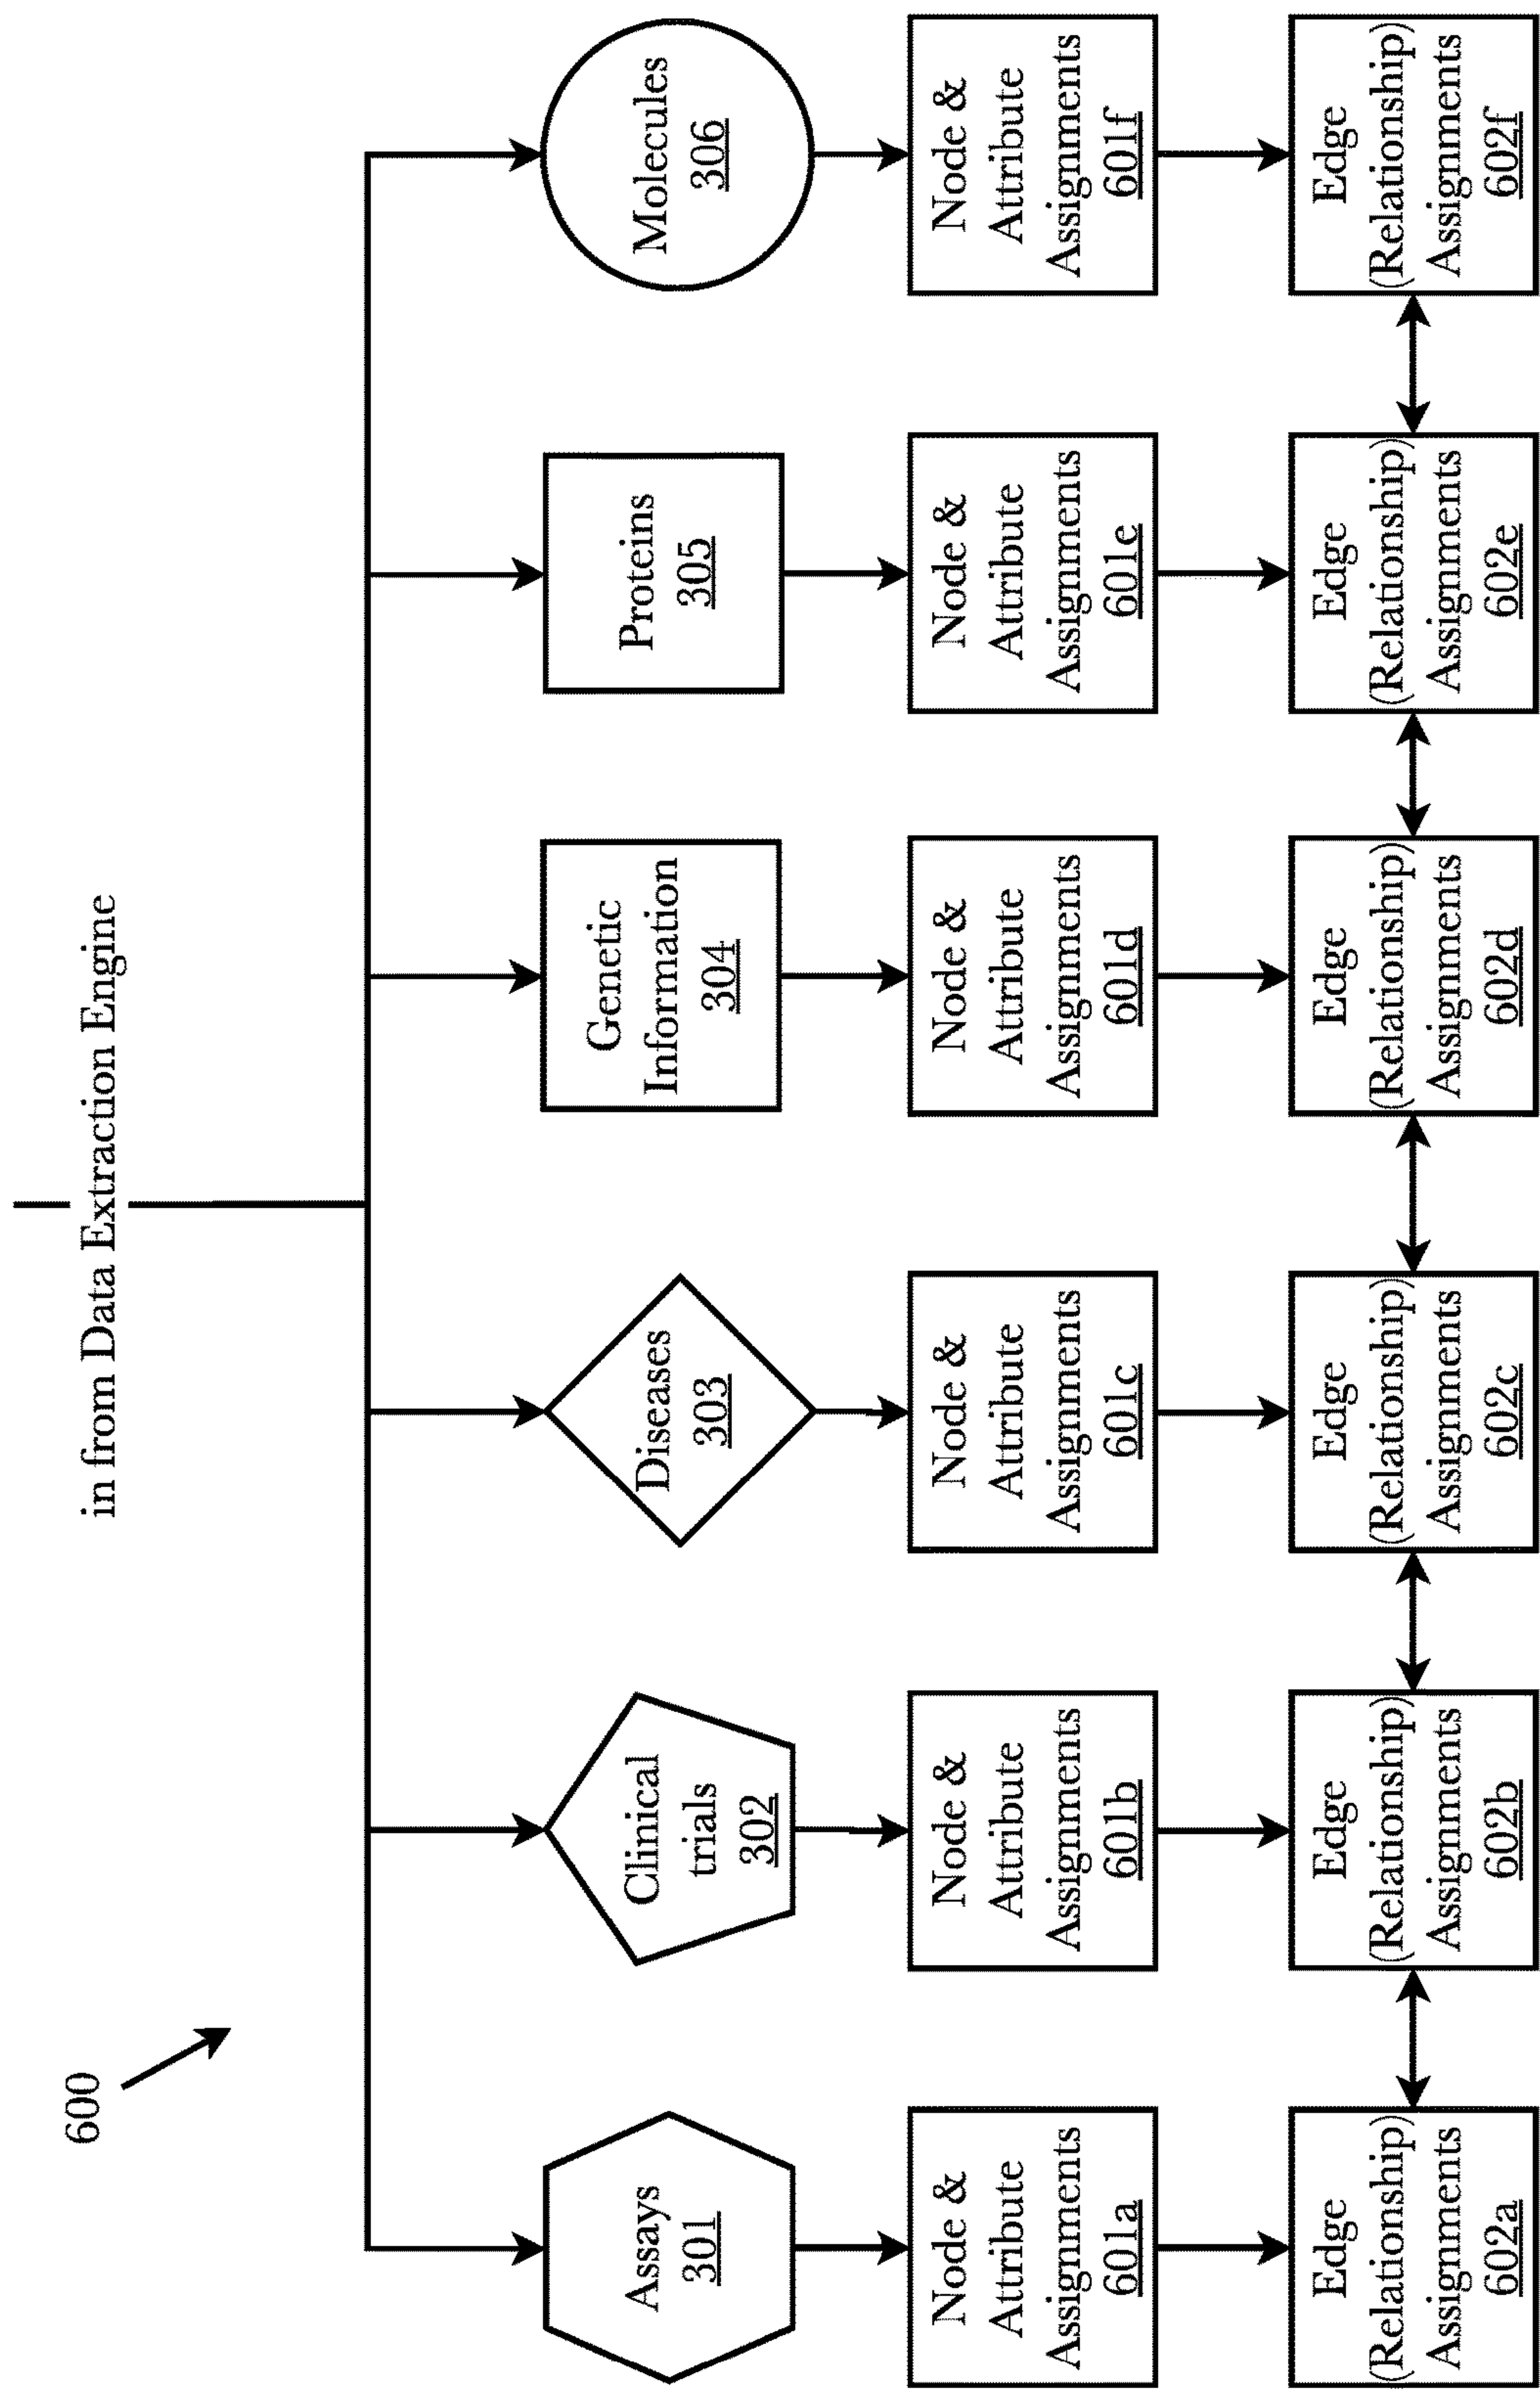 600
in from Data Extraction Engine
Assays
301
Clinical
trials
302
Diseases
303
Genetic
Information
304
Proteins
305
Molecules
306
Node &
Attribute
Assignments
601a
Node &
Attribute
Assignments
601b
Node &
Attribute
Assignments
601c
Node &
Attribute
Assignments
601d
Node &
Attribute
Assignments
601e
Node &
Attribute
Assignments
601f
Edge
(Relationship)
Assignments
602a
Edge
(Relationship)
Assignments
602b
Edge
(Relationship)
Assignments
602c
Edge
(Relationship)
Assignments
602d
Edge
(Relationship)
Assignments
602e
Edge
(Relationship)
Assignments
602f